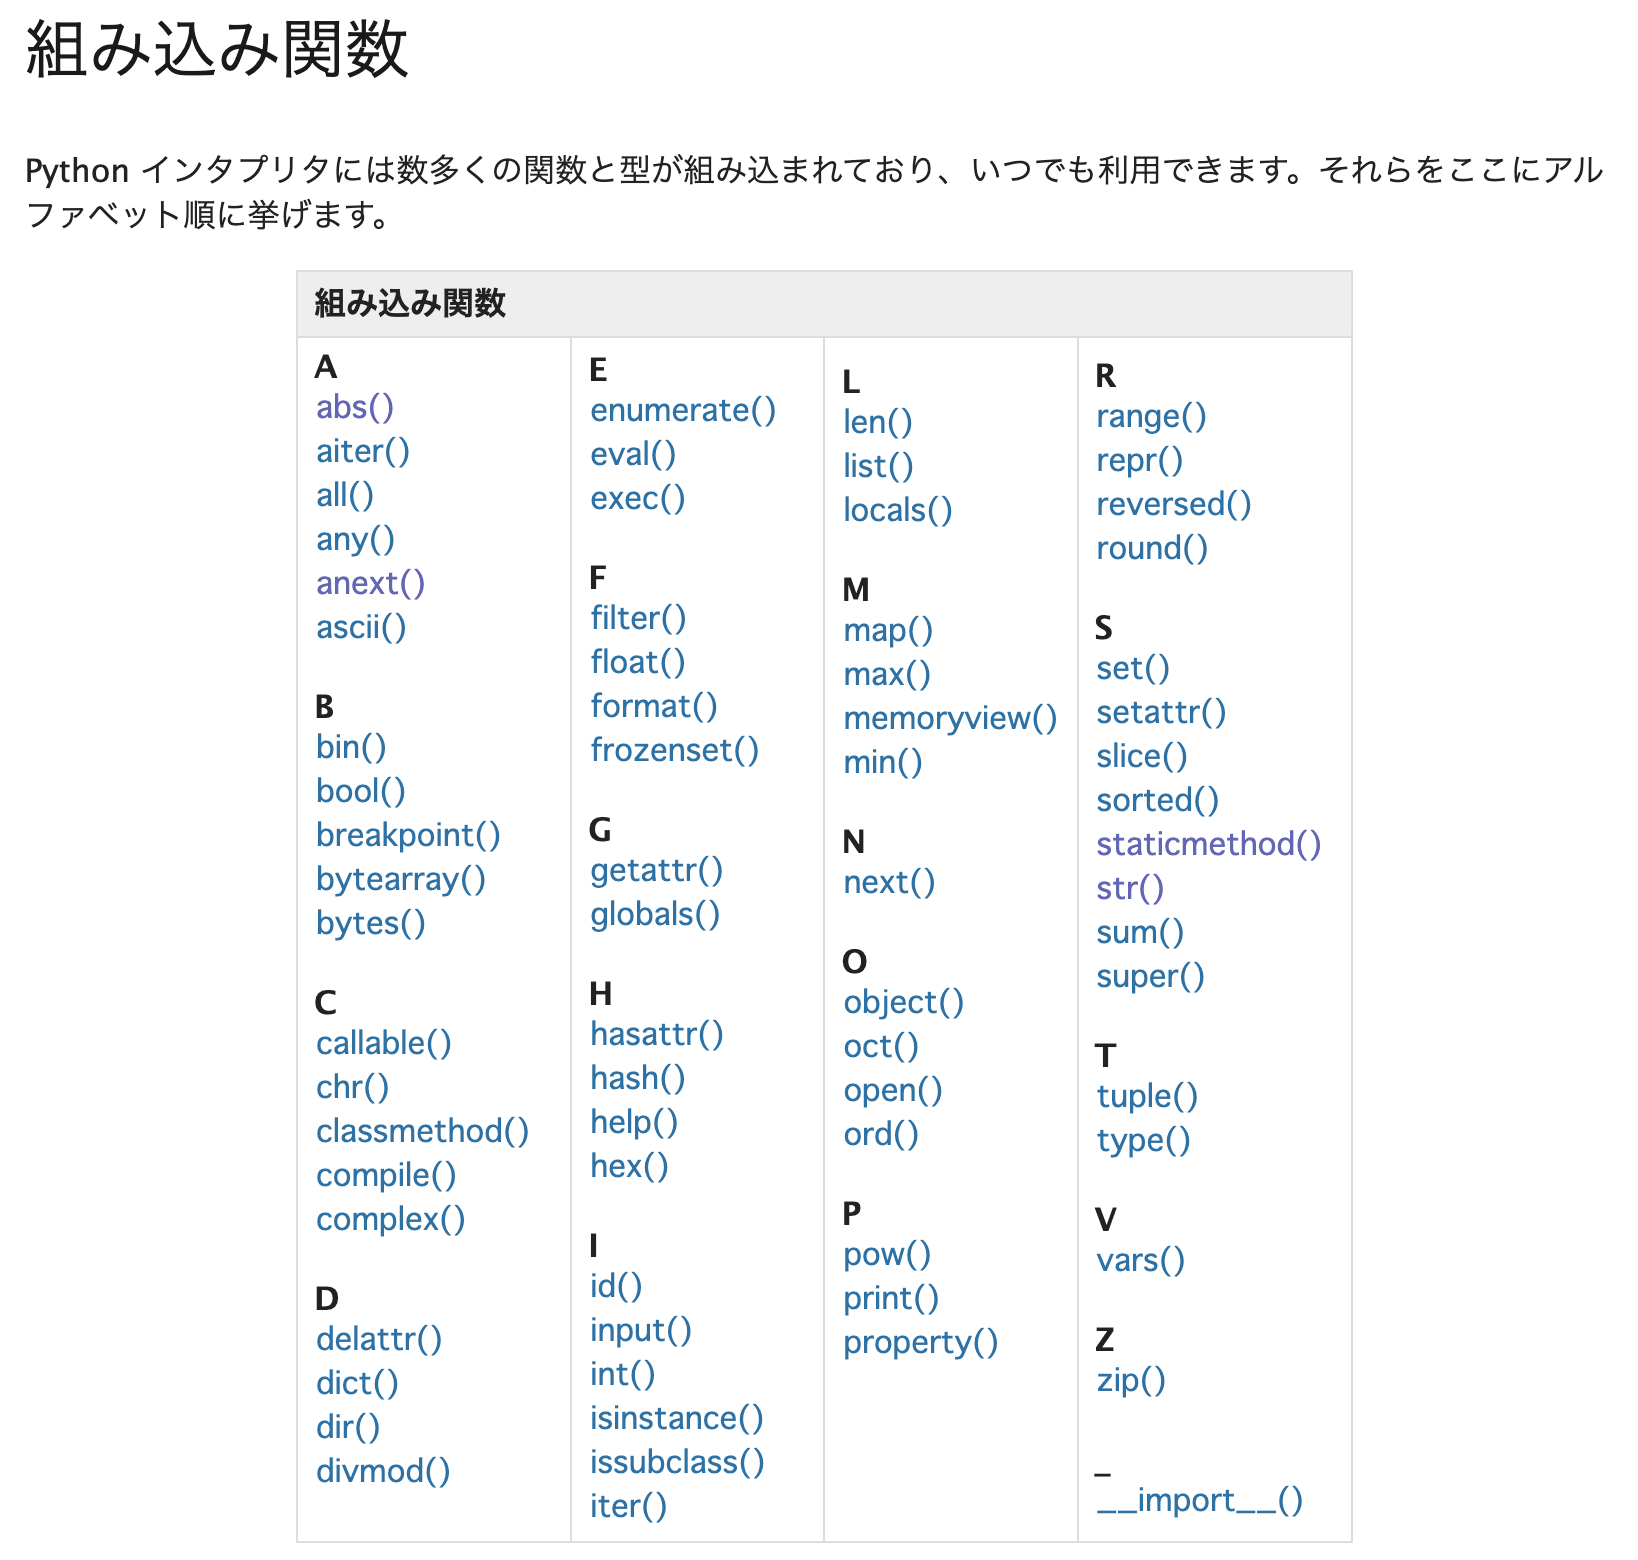 組み込み関数
Python インタプリタには数多くの関数と型が組み込まれており、いつでも利用できます。それらをここにアル
ファベット順に挙げます。
組み込み関数
A
abs()
aiter()
all()
any()
anext()
ascii()
B
bin()
bool()
breakpoint()
bytearray()
bytes()
C
callable()
chr()
classmethod()
compile()
complex()
D
delattr()
dict()
dir()
divmod()
E
enumerate()
eval()
exec()
F
filter()
float()
format()
frozenset()
G
getattr()
globals()
H
hasattr()
hash()
help()
hex()
I
id()
input()
int()
isinstance()
issubclass()
iter()
L
len()
list()
locals()
M
map()
max()
memoryview()
min()
N
next()
O
object()
oct()
open()
ord()
P
pow()
print()
property()
R
range()
repr()
reversed()
round()
S
set()
setattr()
slice()
sorted()
staticmethod()
str()
sum()
super()
T
tuple()
type()
V
vars()
Z
zip()
_
__import__()